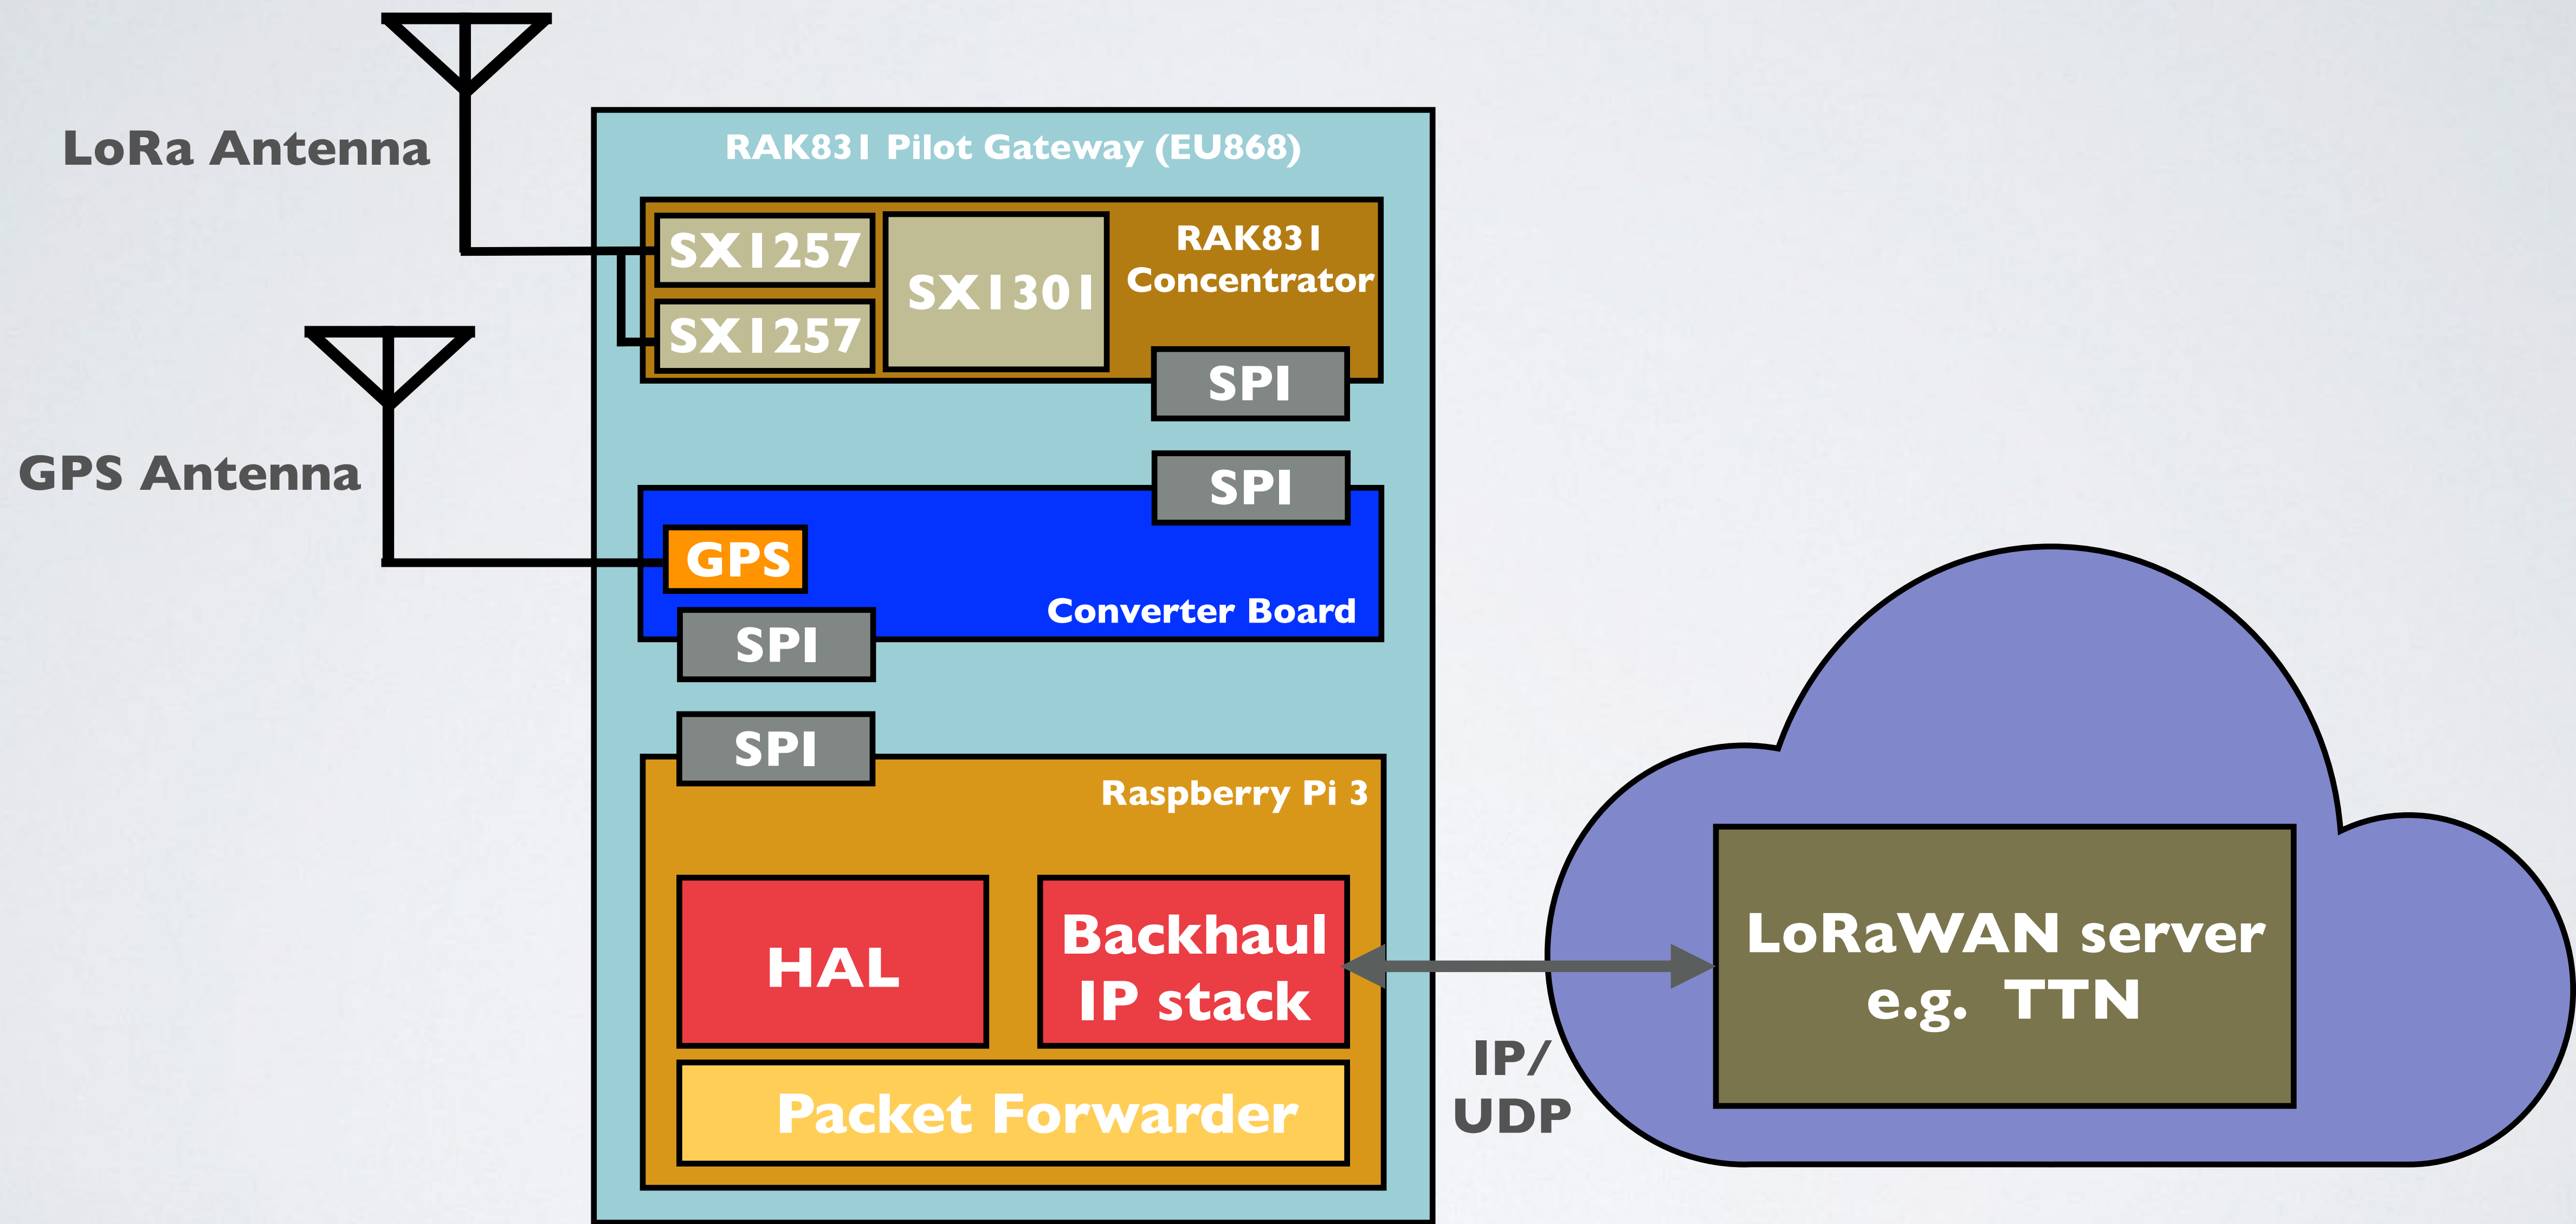 LoRa Antenna
RAK831 Pilot Gateway (EU868)
SX1257
SX1257
SX1301
RAK831
Concentrator
SPI
GPS Antenna
SPI
GPS
Converter Board
SPI
SPI
Raspberry Pi 3
HAL
Backhaul
IP stack
Packet Forwarder
IP/
UDP
LoRaWAN server
e.g. TTN